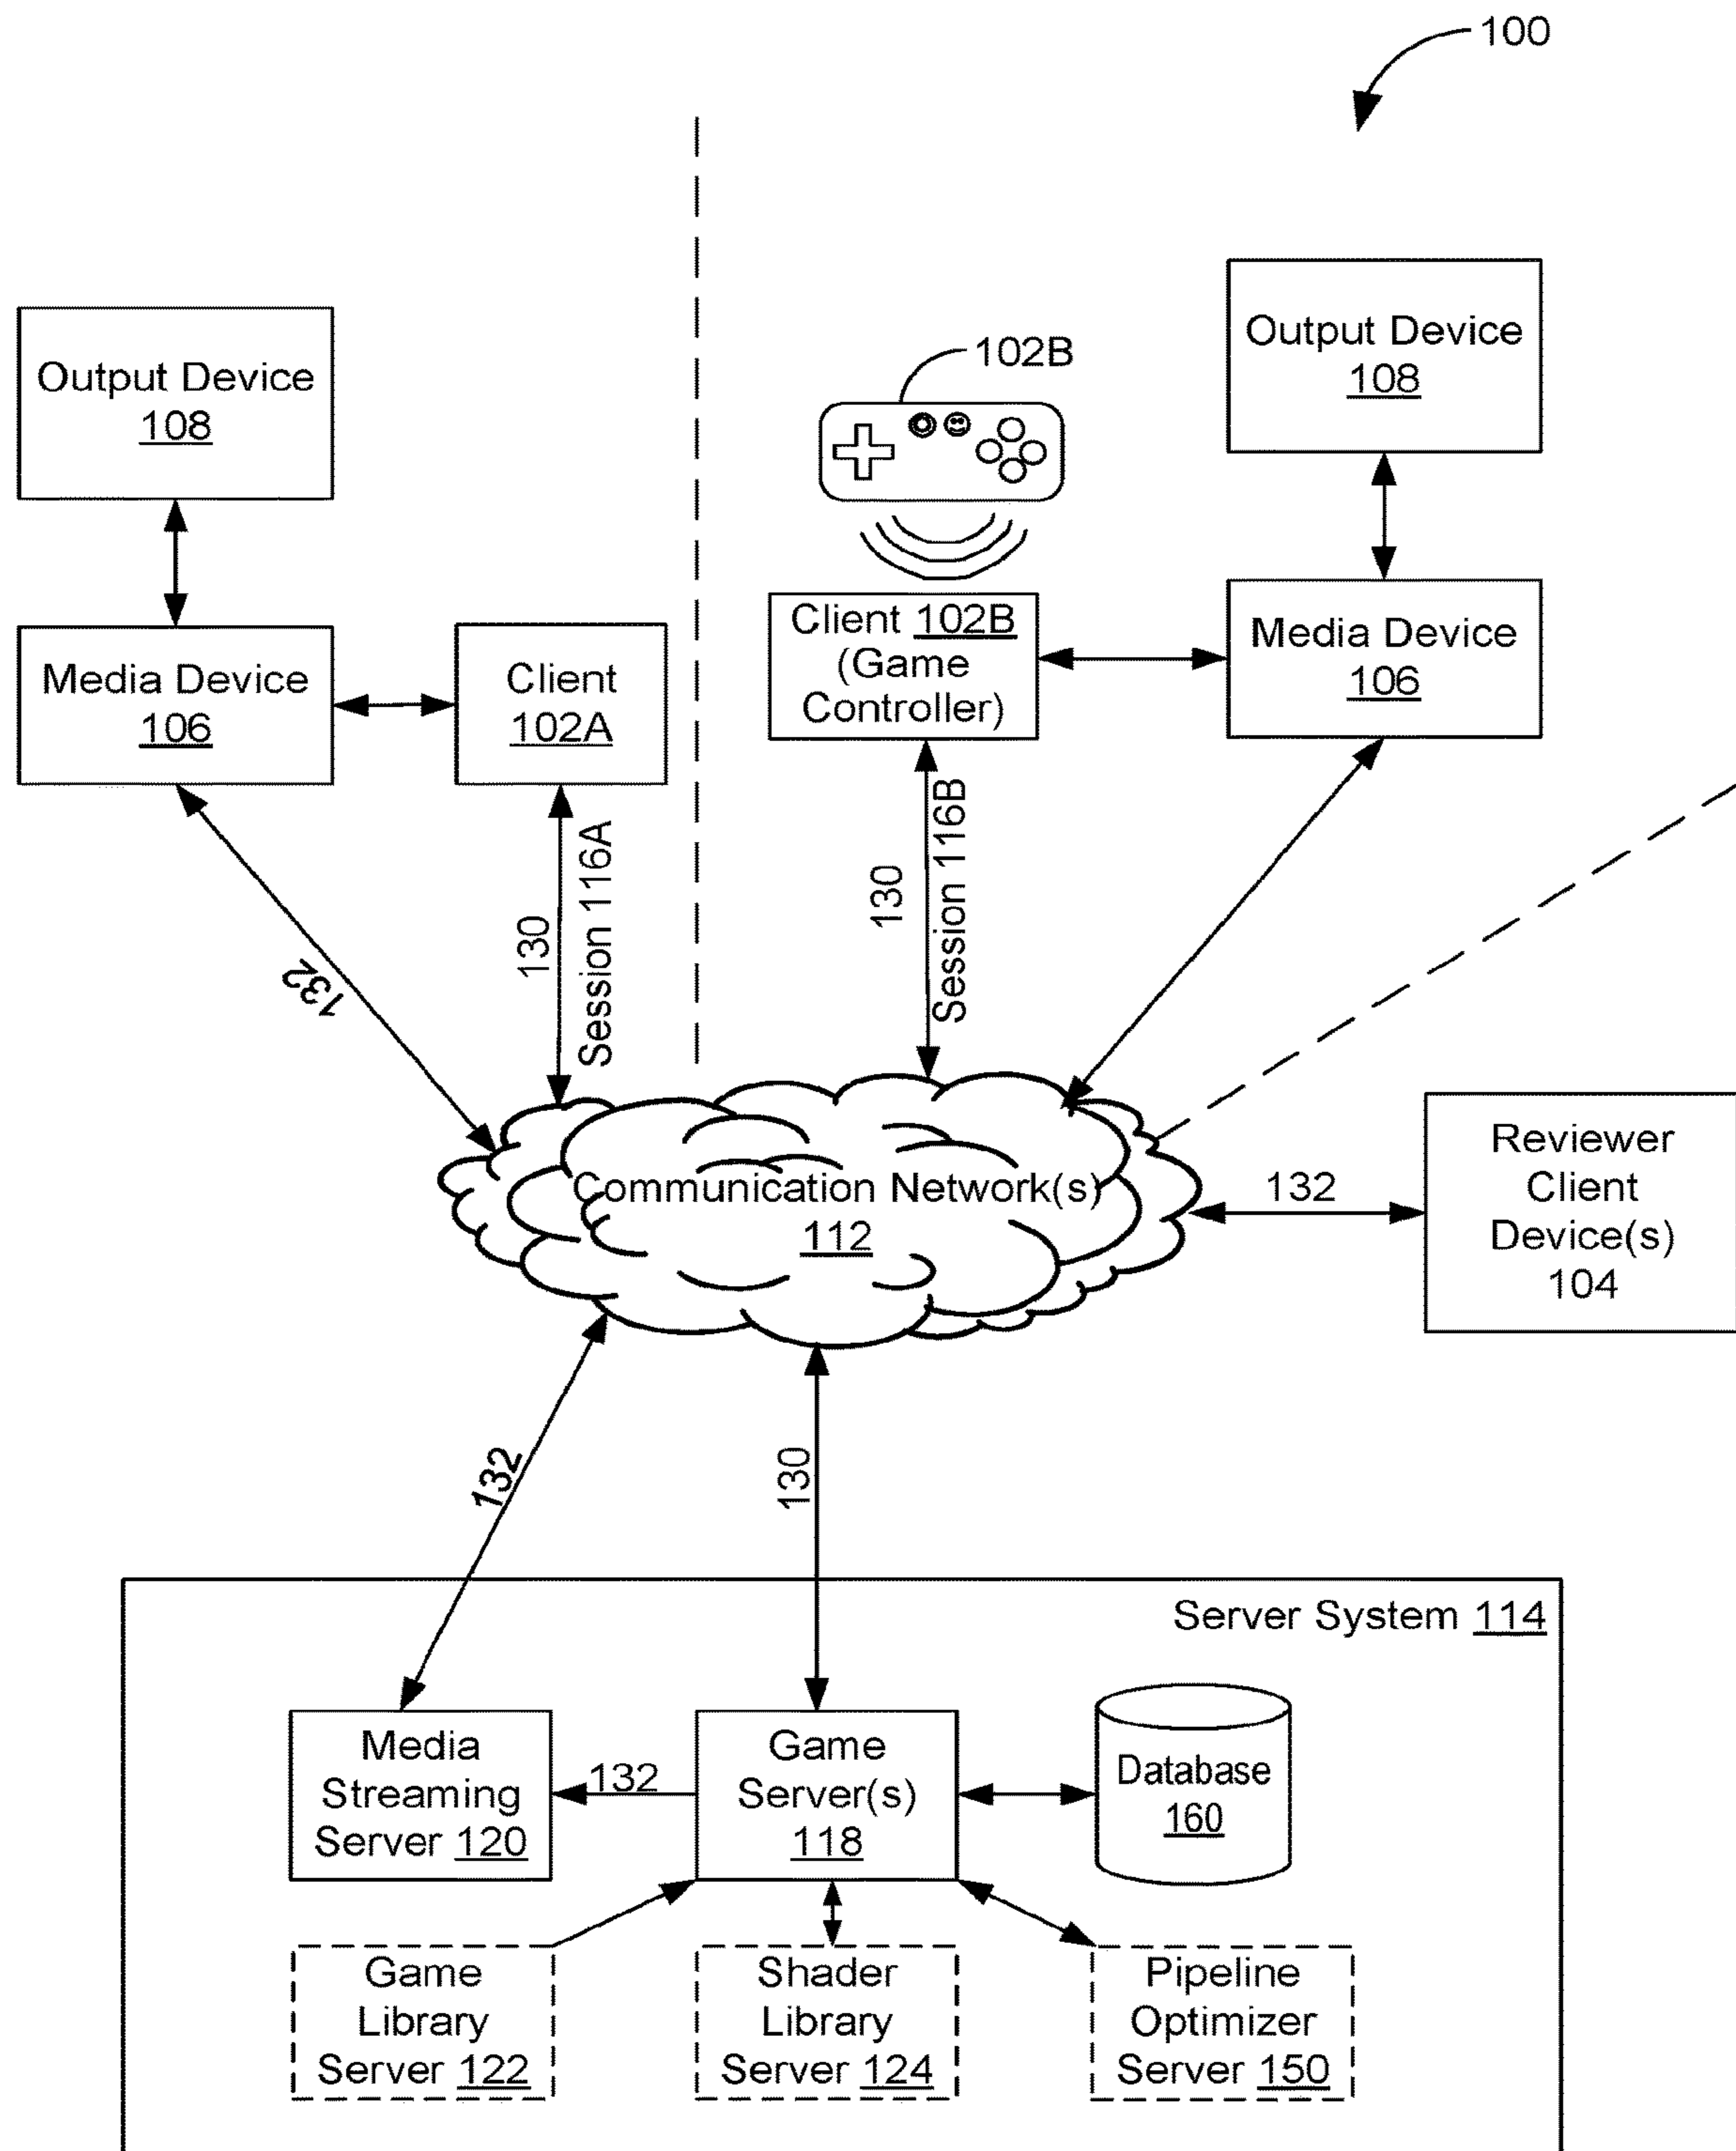 100
Output Device
108
102B
Output Device
108
Media Device
106
Client
102A
Client 102B
(Game
Controller)
Media Device
106
132
130
Session 116A
130
Session 116B
Communication Network(s)
112
132
Reviewer
Client
Device(s)
104
132
130
Server System 114
Media
Streaming
Server 120
132
Game
Server(s)
118
Database
160
Game
Library
Server 122
Shader
Library
Server 124
Pipeline
Optimizer
Server 150